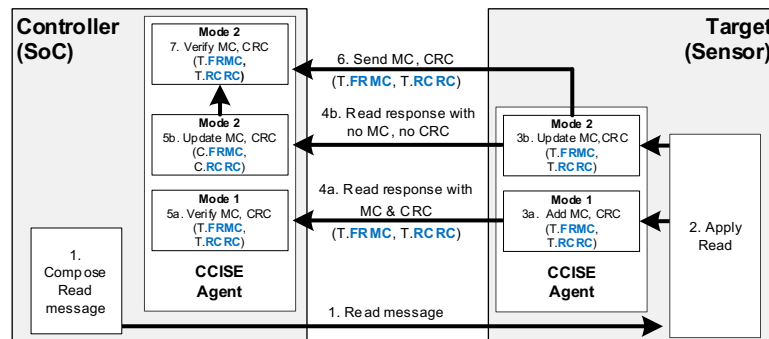 Controller
(SoC)
Mode 2
7. Verify MC, CRC
(T.FRMC,
T.RCRC)
Mode 2
5b. Update MC, CRC
(C.FRMC,
C.RCRC)
Mode 1
5a. Verify MC, CRC
(T.FRMC,
T.RCRC)
CCISE
Agent
1.
Compose
Read
message
6. Send MC, CRC
(T.FRMC, T.RCRC)
4b. Read response with
no MC, no CRC
4a. Read response with
MC & CRC
(T.FRMC, T.RCRC)
1. Read message
Target
(Sensor)
Mode 2
3b. Update MC,CRC
(T.FRMC,
T.RCRC)
Mode 1
3a. Add MC, CRC
(T.FRMC,
T.RCRC)
CCISE
Agent
2. Apply
Read